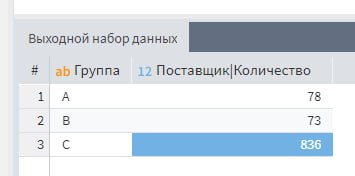 Выходной набор данных
# ab Группа 12 Поставщик|Количество
1 A 78
2 B 73
3 C 836